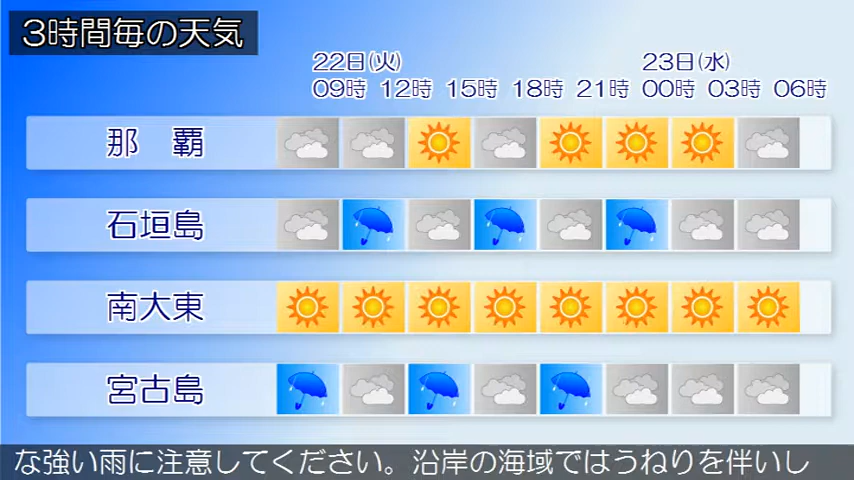 3時間毎の天気
22日(火) 23日(水)
09時 12時 15時 18時 21時 00時 03時 06時
那 覇
石垣島
南大東
宮古島
な強い雨に注意してください。沿岸の海域ではうねりを伴いし